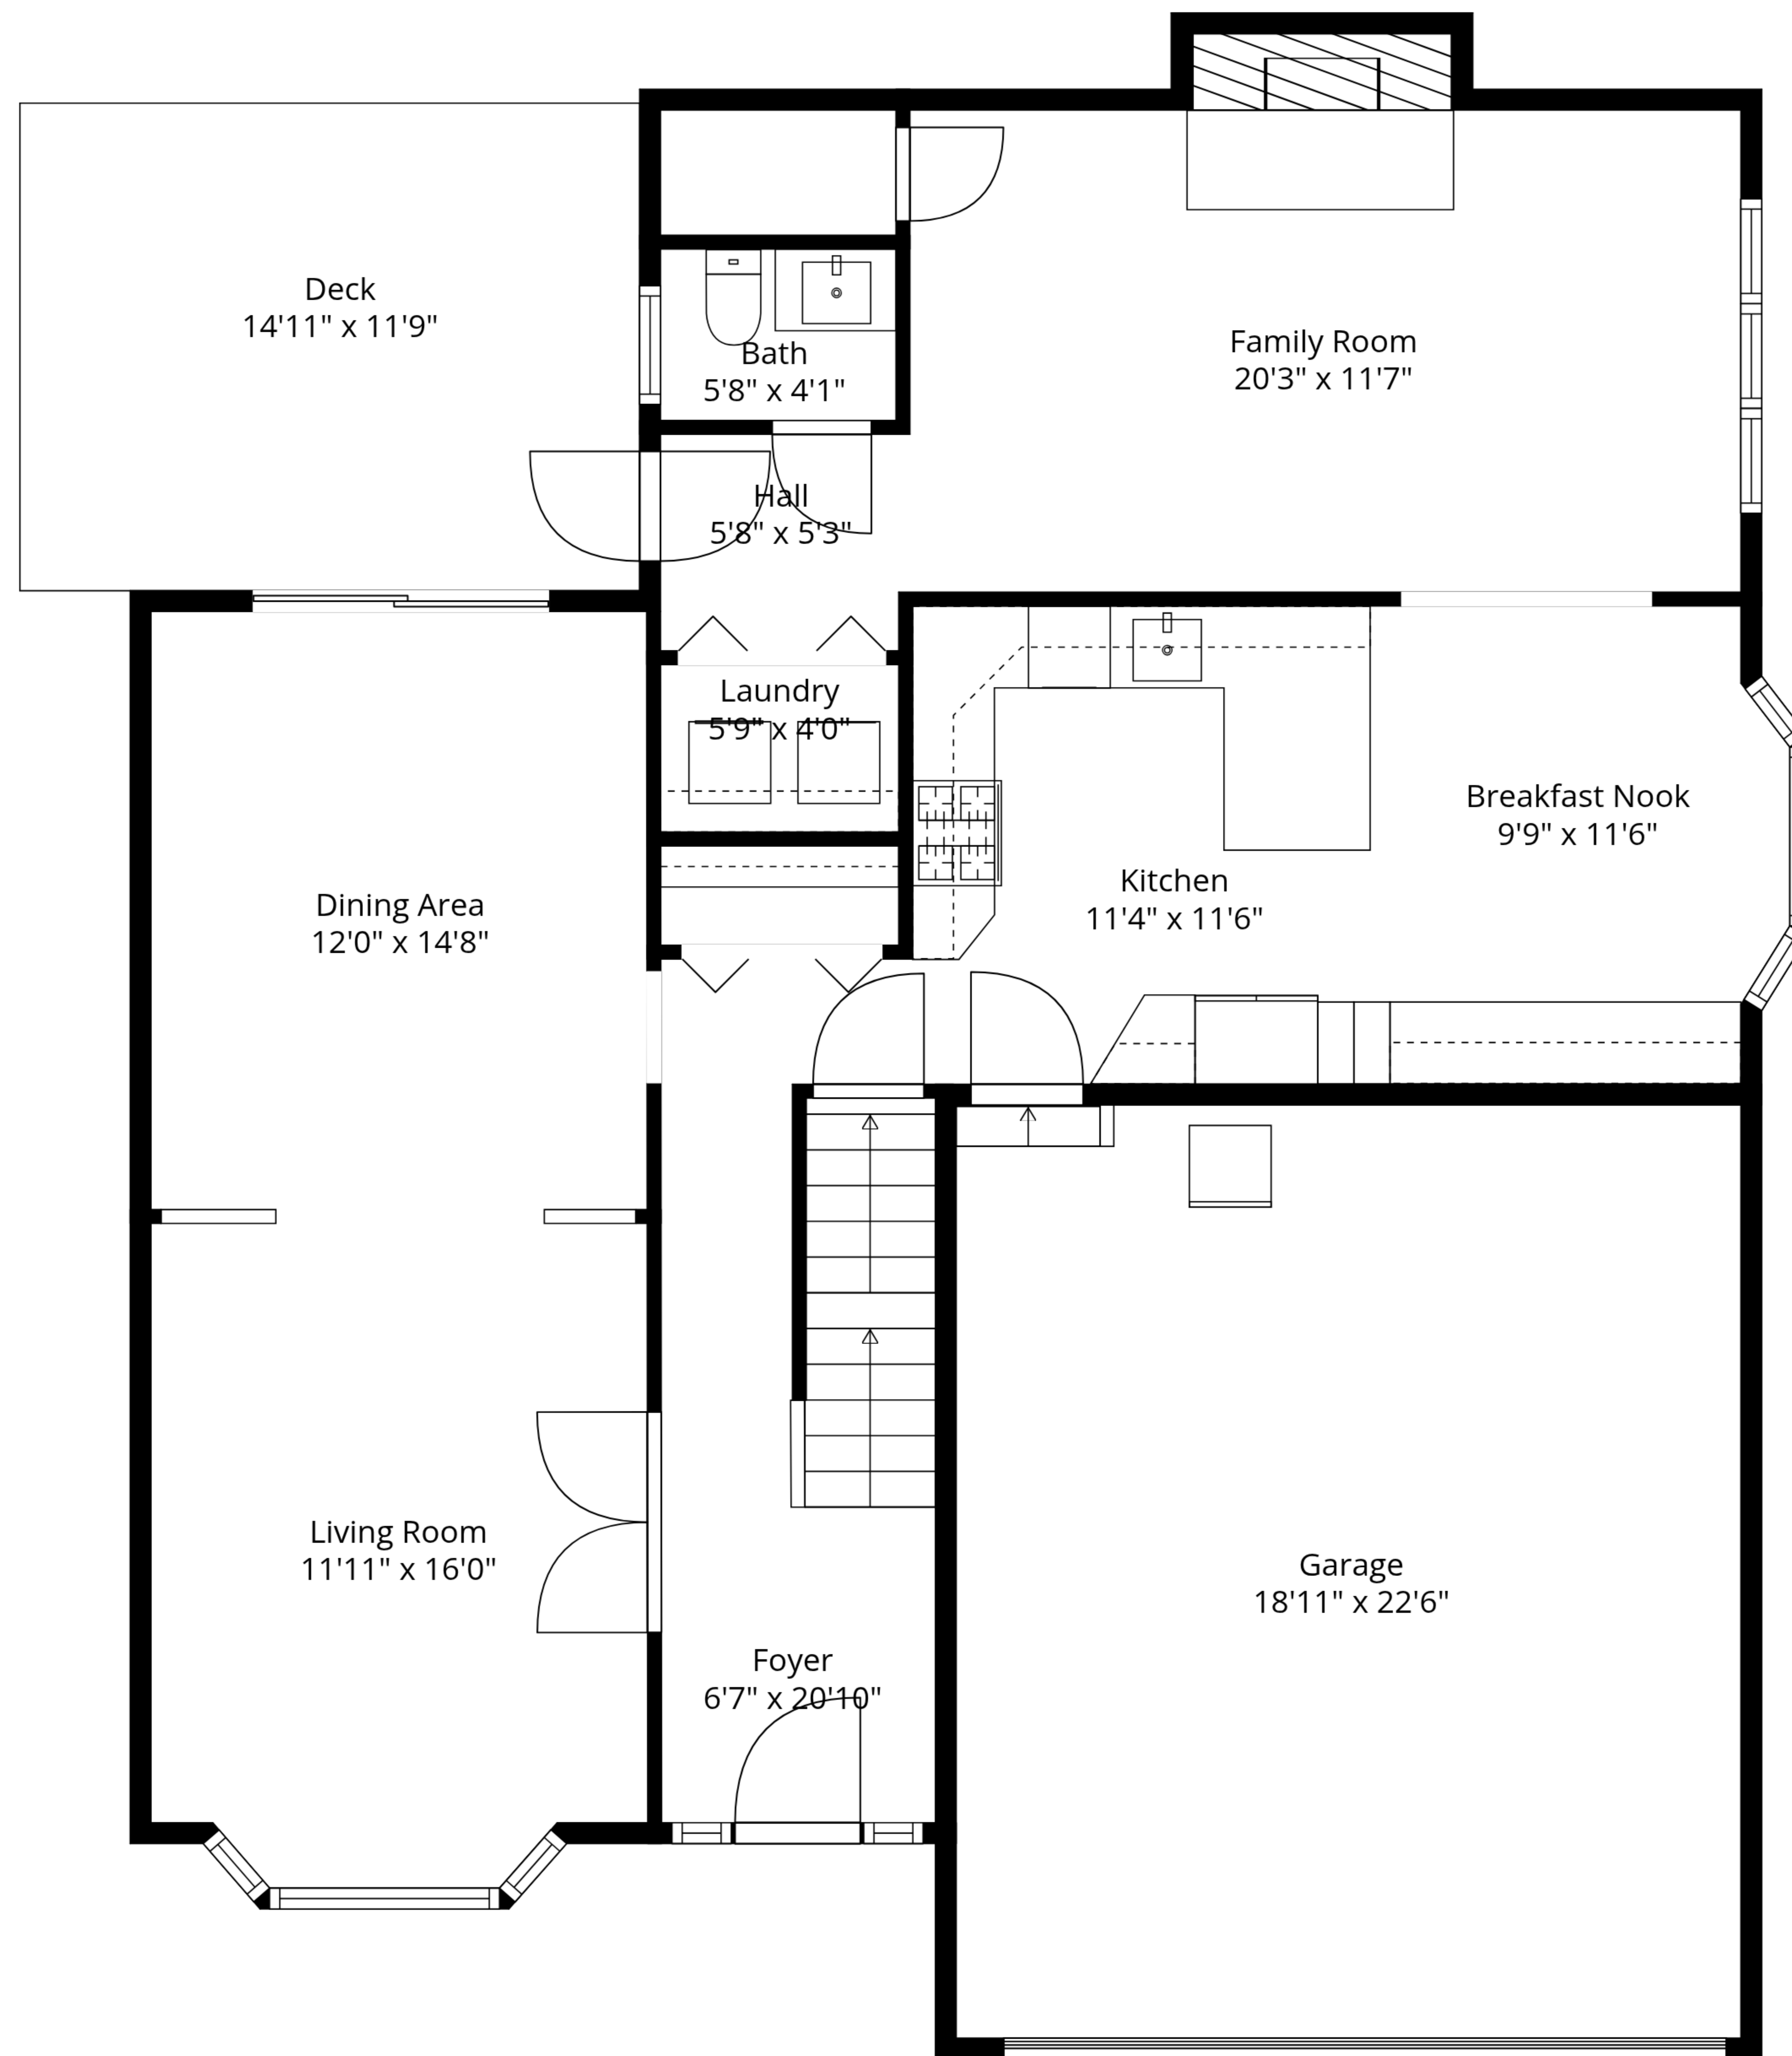 Deck
14'11" x 11'9"
Bath
5'8" x 4'1"
Family Room
20'3" x 11'7"
Hall
5'8" x 5'3"
Laundry
5'9" x 4'0"
Breakfast Nook
9'9" x 11'6"
Kitchen
11'4" x 11'6"
Dining Area
12'0" x 14'8"
Living Room
11'11" x 16'0"
Garage
18'11" x 22'6"
Foyer
6'7" x 20'10"